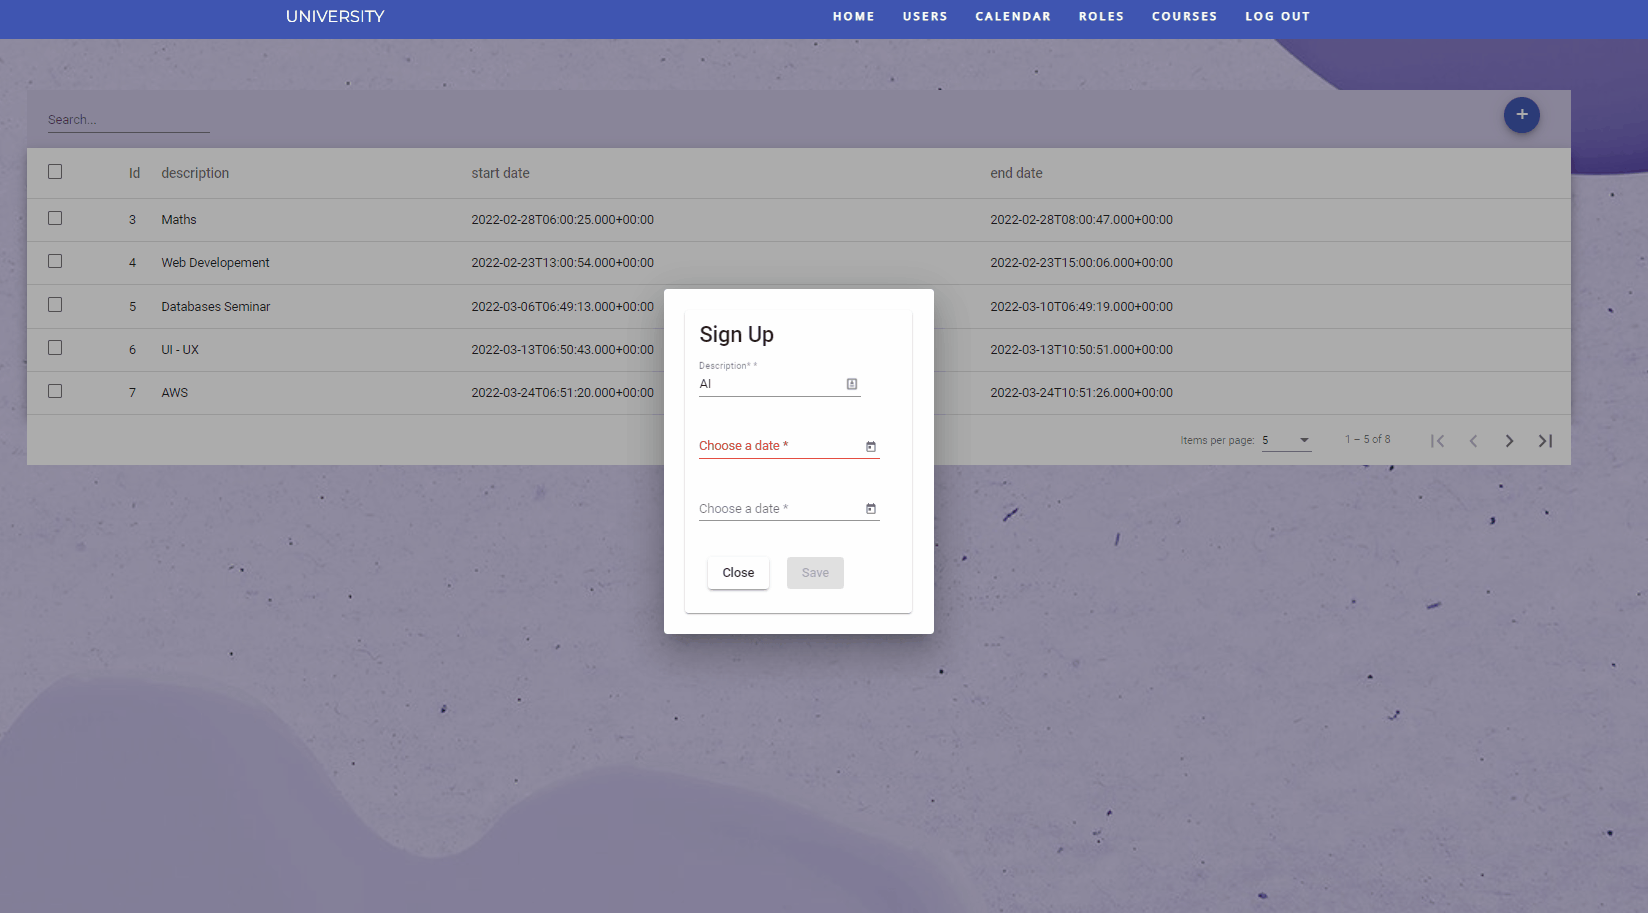 UNIVERSITY
HOME USERS CALENDAR ROLES COURSES LOG OUT
Search...
+
Id description start date end date
3 Maths 2022-02-28T06:00:25.000+00:00 2022-02-28T08:00:47.000+00:00
4 Web Developement 2022-02-23T13:00:54.000+00:00 2022-02-23T15:00:06.000+00:00
5 Databases Seminar 2022-03-06T06:49:13.000+00:00 2022-03-10T06:49:19.000+00:00
6 UI - UX 2022-03-13T06:50:43.000+00:00 2022-03-13T10:50:51.000+00:00
7 AWS 2022-03-24T06:51:20.000+00:00 2022-03-24T10:51:26.000+00:00
Items per page: 5 1 – 5 of 8
Sign Up
Description* *
AI
Choose a date *
Choose a date *
Close Save